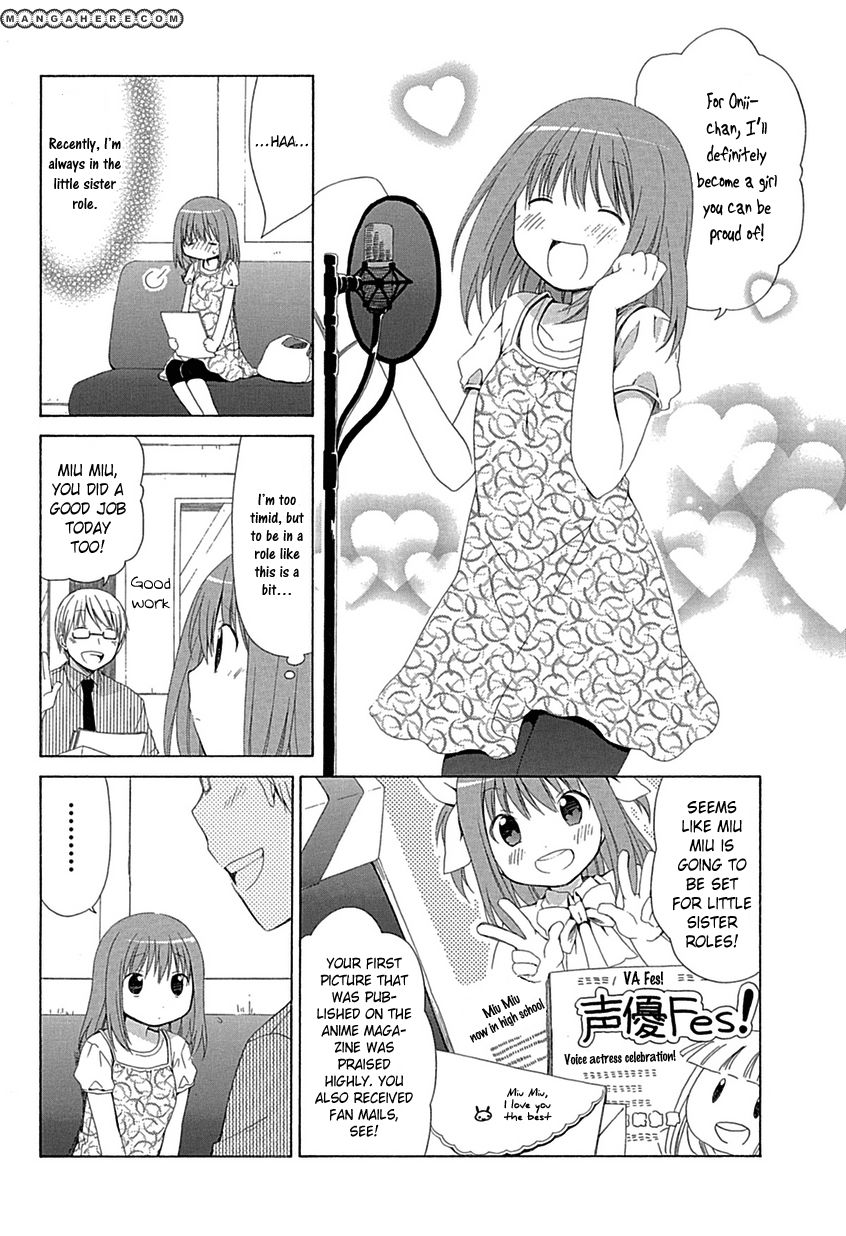 MANGAHERE.COM
For Onii-
chan, I'll
definitely
become a girl
you can be
proud of!
...HAA...
Recently, I'm
always in the
little sister
role.
I'm too
timid, but
to be in a
role like
this is a
bit...
MIU MIU,
YOU DID A
GOOD JOB
TODAY
TOO!
Good
work
SEEMS
LIKE MIU
MIU IS
GOING TO
BE SET
FOR LITTLE
SISTER
ROLES!
VA Fes!
声優Fes!
Voice actress celebration!
Miu Miu
now in high school
Miu Miu,
I love you
the best
YOUR FIRST
PICTURE THAT
WAS PUB-
LISHED ON THE
ANIME MAGA-
ZINE WAS
PRAISED
HIGHLY. YOU
ALSO RECEIVED
FAN MAILS,
SEE!
.........